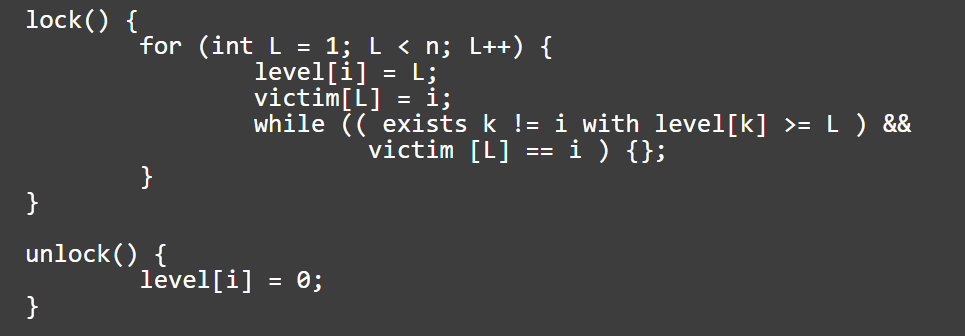 lock() {
for (int L = 1; L < n; L++) {
level[i] = L;
victim[L] = i;
while (( exists k != i with level[k] >= L ) &&
victim [L] == i ) {};
}
}
unlock() {
level[i] = 0;
}